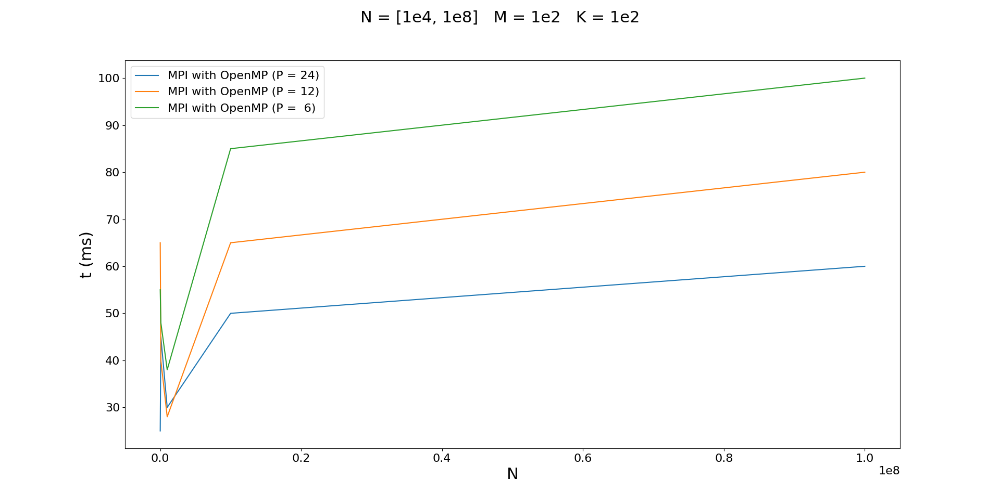 N = [1e4, 1e8]   M = 1e2   K = 1e2
MPI with OpenMP (P = 24)
MPI with OpenMP (P = 12)
MPI with OpenMP (P =  6)
100
90
80
70
60
50
40
30
t (ms)
0.0
0.2
0.4
0.6
0.8
1.0
1e8
N